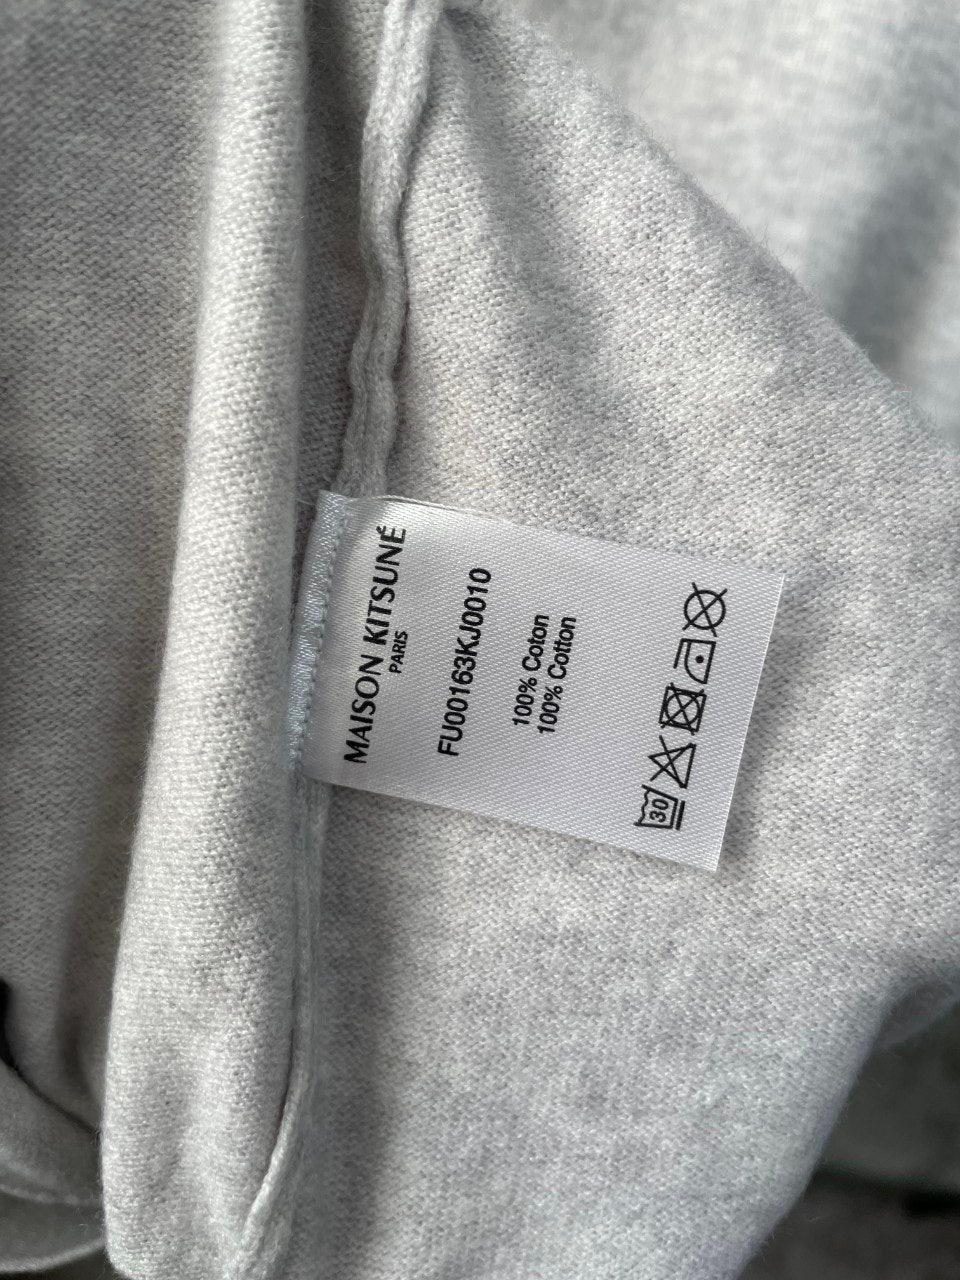 MAISON KITSUNÉ
PARIS
FU00163KJ0010
100% Coton
100% Cotton
30